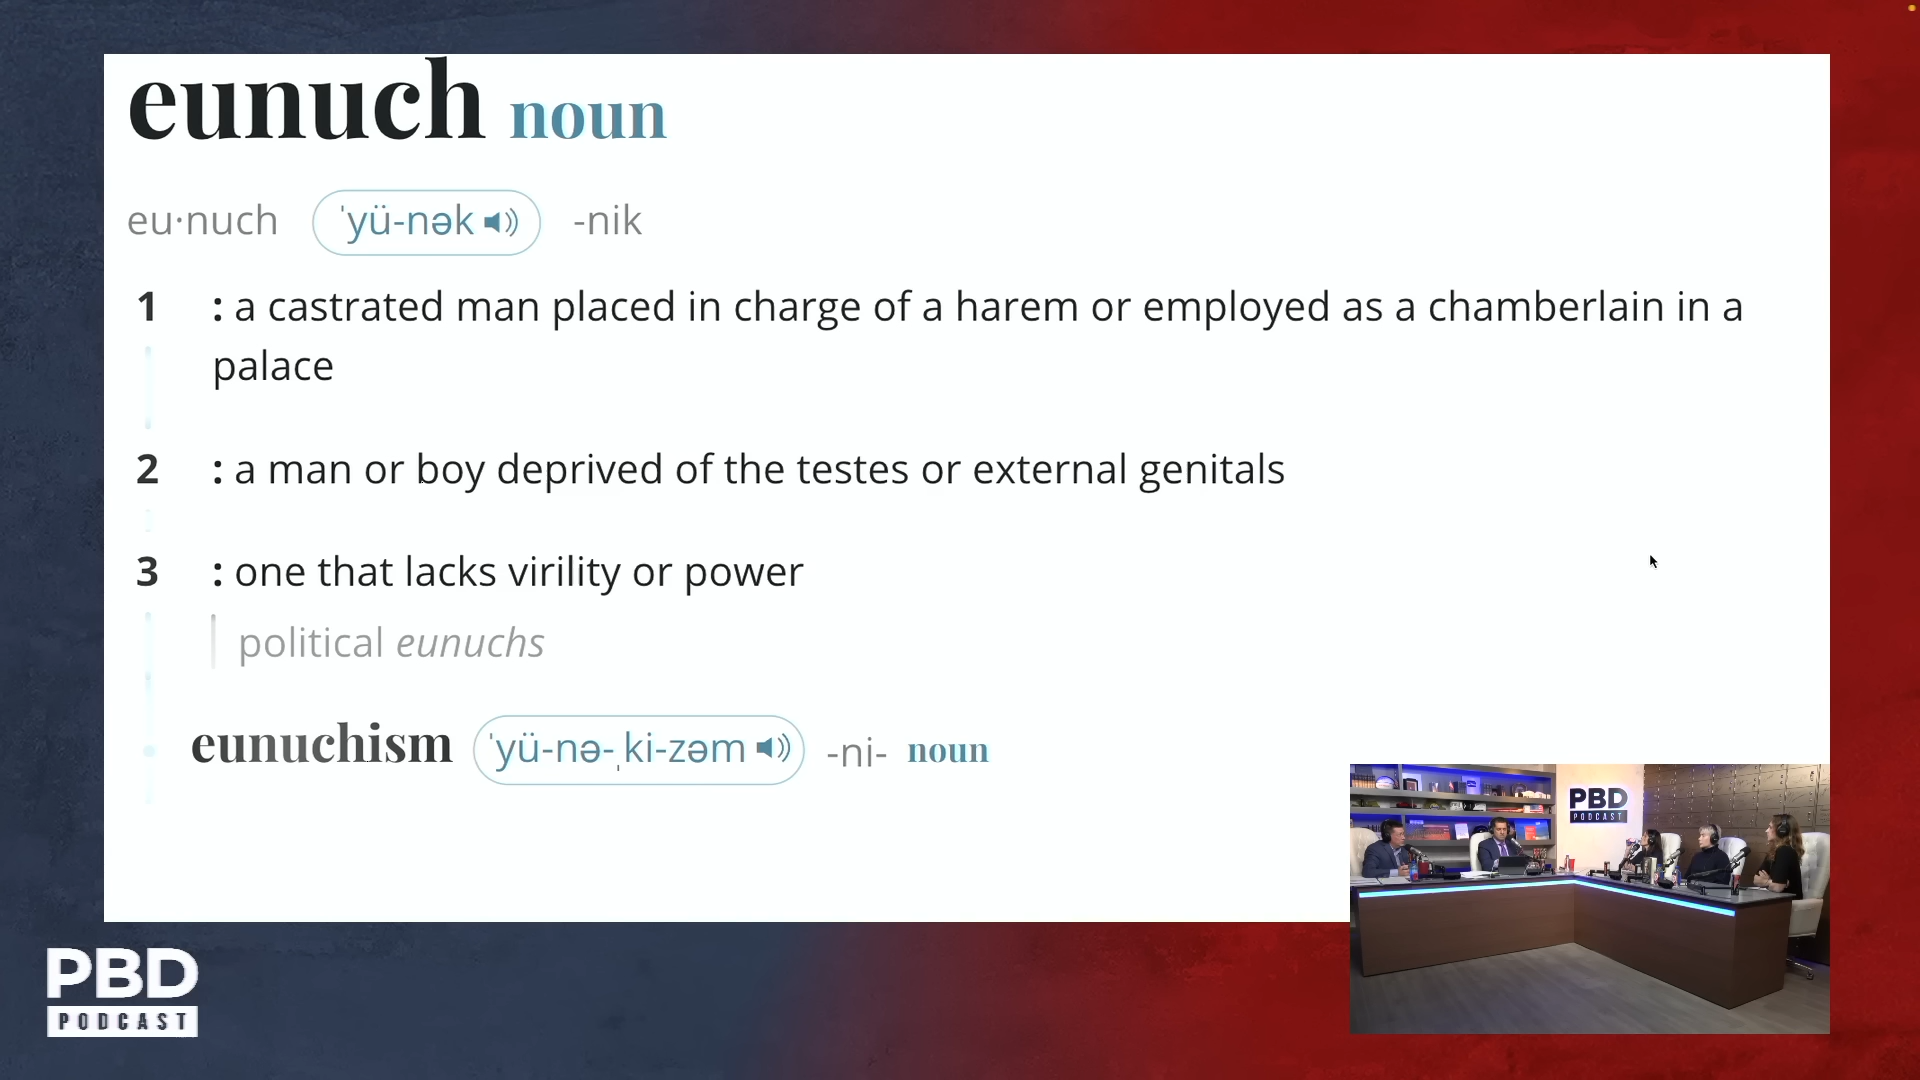 eunuch noun
eu·nuch ˈyü-nək -nik
1 : a castrated man placed in charge of a harem or employed as a chamberlain in a
palace
2 : a man or boy deprived of the testes or external genitals
3 : one that lacks virility or power
political eunuchs
eunuchism ˈyü-nə-ˌki-zəm -ni- noun
PBD
PODCAST
PBD
PODCAST